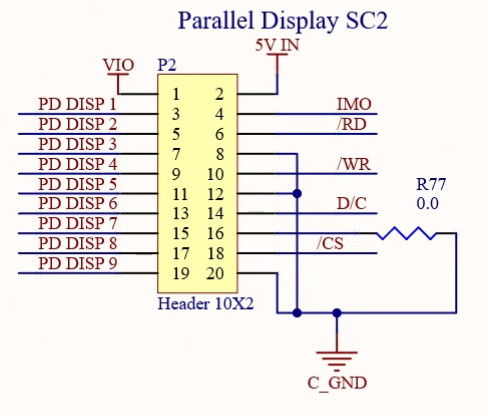 Parallel Display SC2
5V IN
VIO P2
1 2
PD DISP 1 3 4 IMO
PD DISP 2 5 6 /RD
PD DISP 3 7 8
PD DISP 4 9 10 /WR
PD DISP 5 11 12 R77
PD DISP 6 13 14 D/C 0.0
PD DISP 7 15 16
PD DISP 8 17 18 /CS
PD DISP 9 19 20
Header 10X2
C_GND